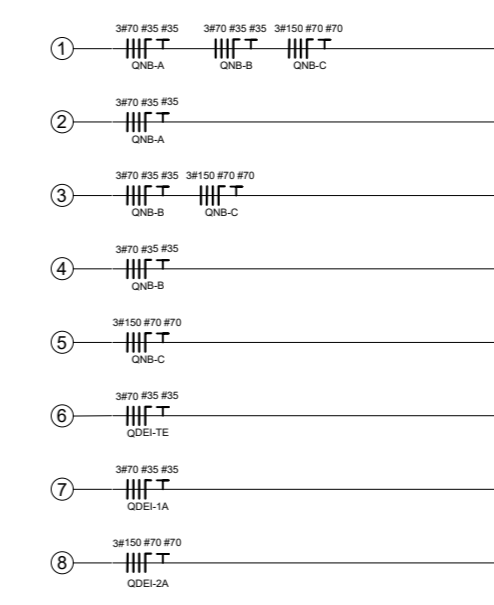 3#70 #35 #35 3#70 #35 #35 3#150 #70 #70
1
QNB-A QNB-B QNB-C
3#70 #35 #35
2
QNB-A
3#70 #35 #35 3#150 #70 #70
3
QNB-B QNB-C
3#70 #35 #35
4
QNB-B
3#150 #70 #70
5
QNB-C
3#70 #35 #35
6
QDEI-TE
3#70 #35 #35
7
QDEI-1A
3#150 #70 #70
8
QDEI-2A